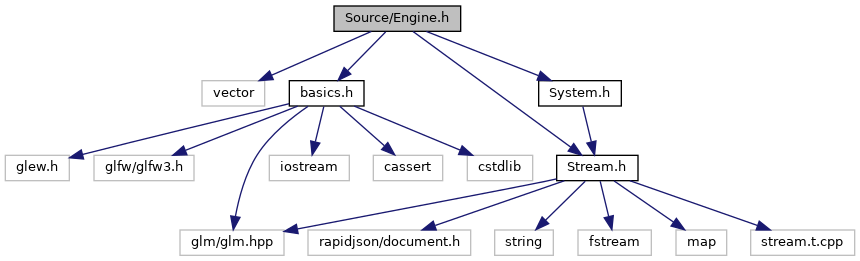 Source/Engine.h
vector
basics.h
System.h
glew.h
glfw/glfw3.h
iostream
cassert
cstdlib
Stream.h
glm/glm.hpp
rapidjson/document.h
string
fstream
map
stream.t.cpp